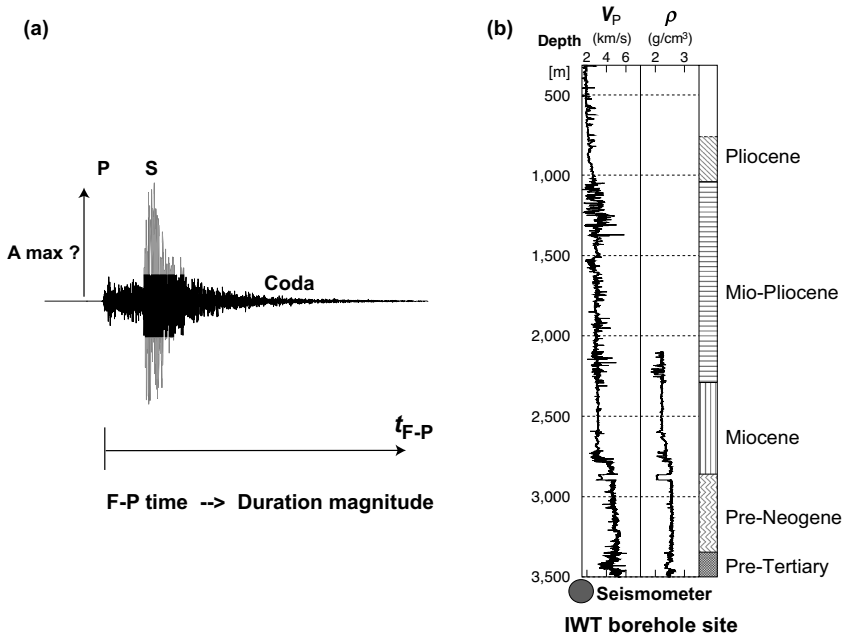 (a)
P S
A max ?
Coda
t F-P
F-P time --> Duration magnitude
(b)
V P ρ
Depth (km/s) (g/cm³)
[m] 2 4 6 2 3
500
Pliocene
1,000
1,500
Mio-Pliocene
2,000
2,500
Miocene
3,000
Pre-Neogene
Pre-Tertiary
3,500
Seismometer
IWT borehole site